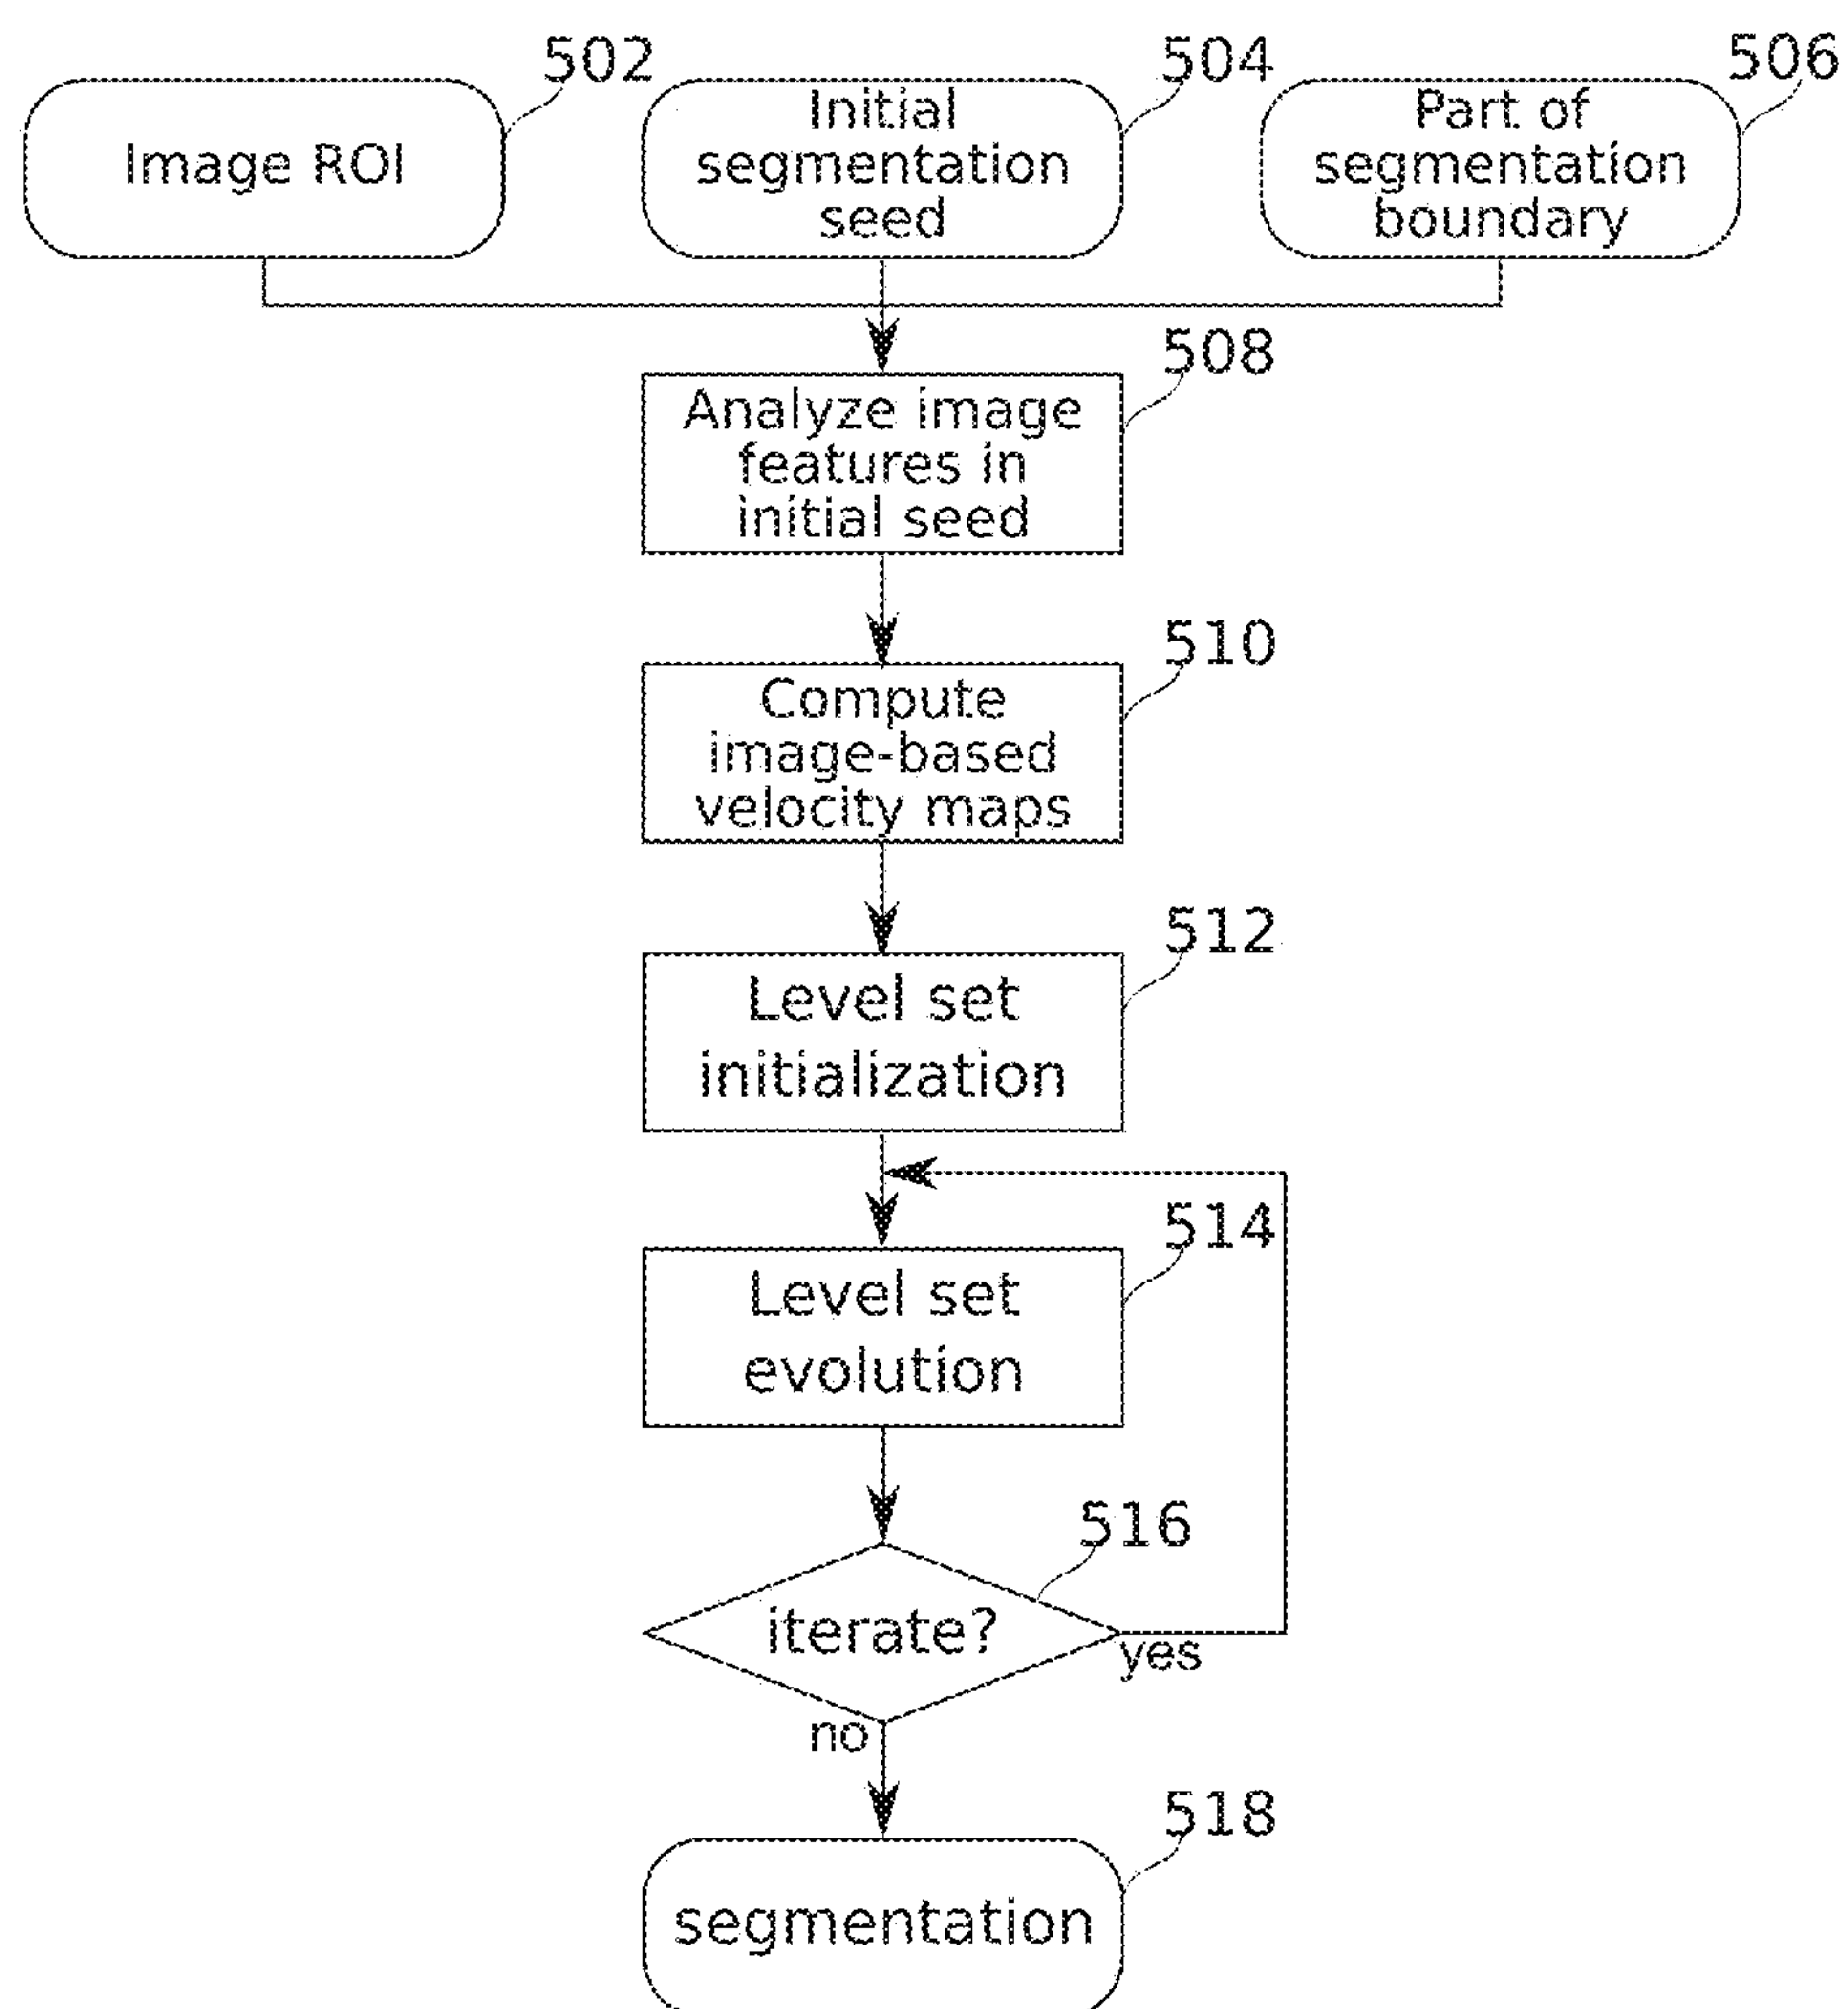 502
Image ROI
504
Initial
segmentation
seed
506
Part of
segmentation
boundary
508
Analyze image
features in
initial seed
510
Compute
image-based
velocity maps
512
Level set
initialization
514
Level set
evolution
516
iterate?
yes
no
518
segmentation